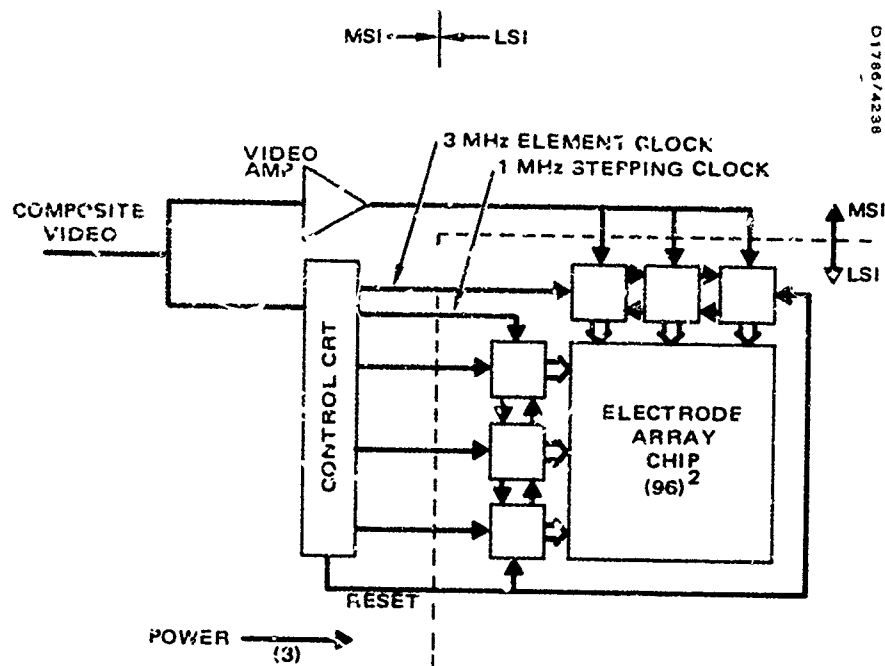 MSI LSI
D1786/4238
3 MHz ELEMENT CLOCK
VIDEO
AMP
1 MHz STEPPING CLOCK
COMPOSITE
VIDEO
MSI
LSI
CONTROL CRT
ELECTRODE
ARRAY
CHIP
(96)2
RESET
POWER
(3)